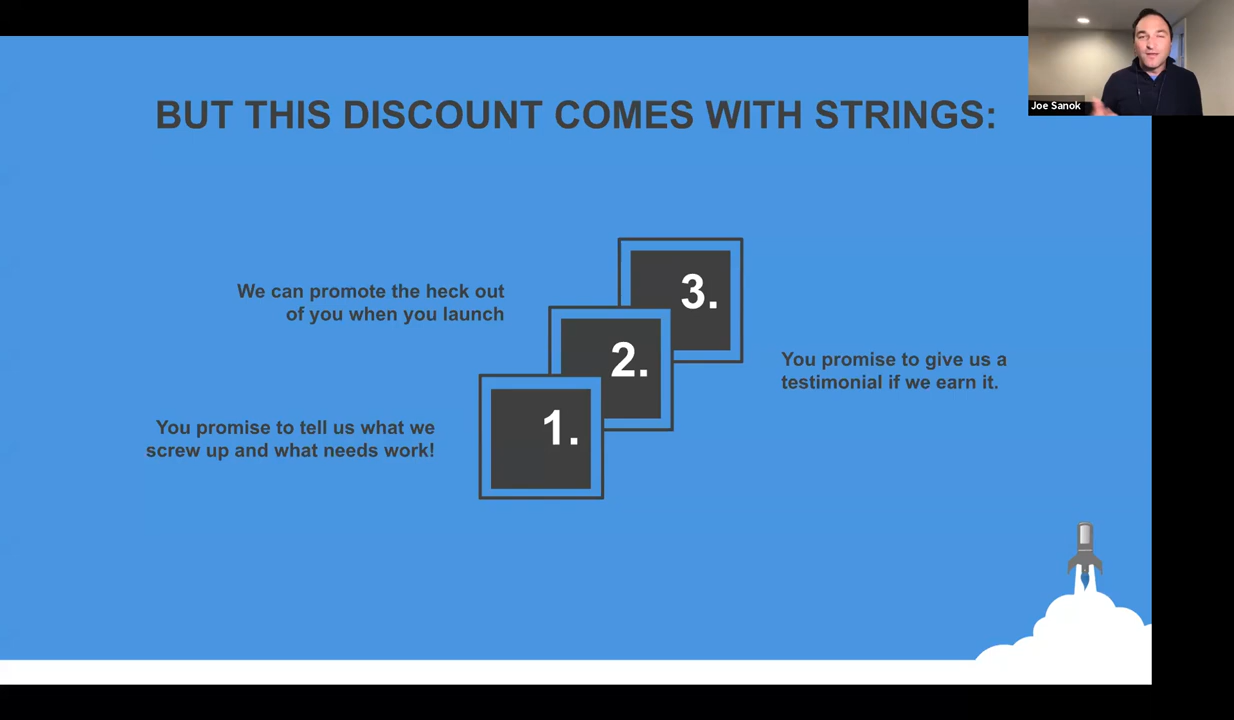 Joe Sanok
BUT THIS DISCOUNT COMES WITH STRINGS:
3.
We can promote the heck out
of you when you launch
2.
You promise to give us a
testimonial if we earn it.
1.
You promise to tell us what we
screw up and what needs work!